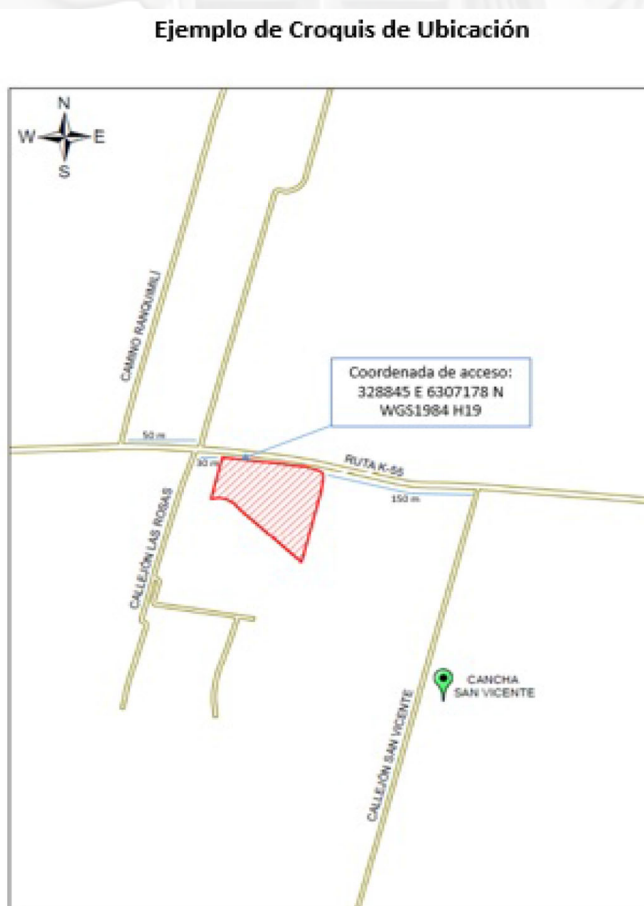 Ejemplo de Croquis de Ubicación
N
W E
S
CAMINO RANQUIMILI
Coordenada de acceso:
328845 E 6307178 N
WGS1984 H19
50 m
30 m
RUTA K-55
150 m
CALLEJÓN LAS ROSAS
CANCHA
SAN VICENTE
CALLEJÓN SAN VICENTE